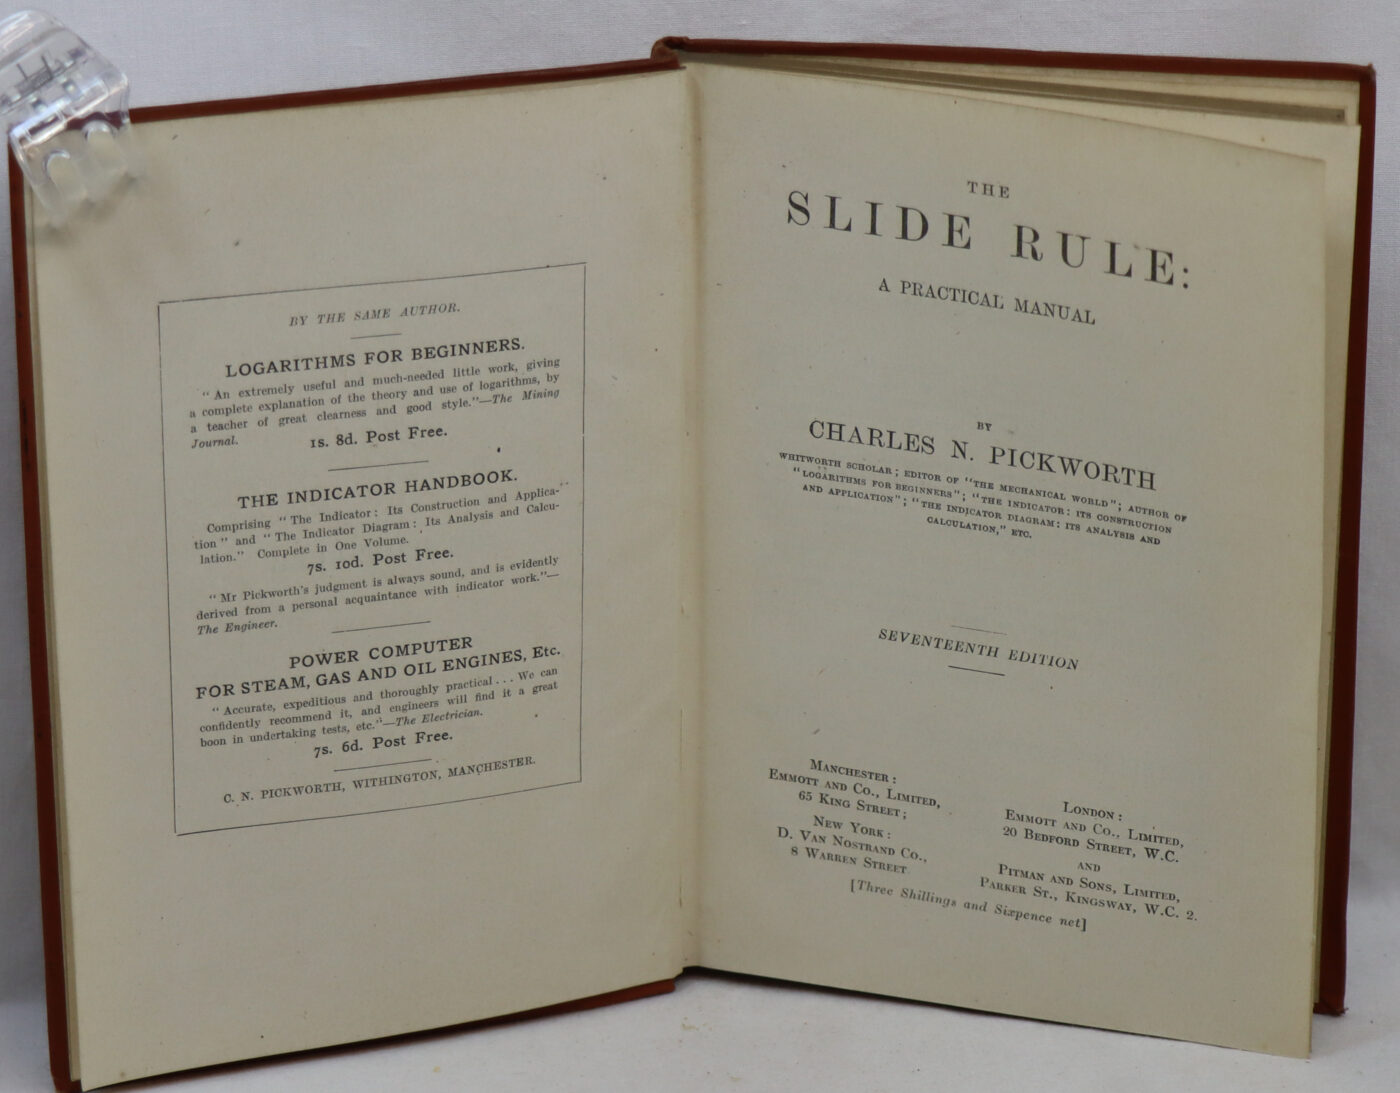 BY THE SAME AUTHOR.
LOGARITHMS FOR BEGINNERS.
"An extremely useful and much-needed little work, giving
a complete explanation of the theory and use of logarithms, by
a teacher of great clearness and good style."—The Mining
Journal.
1s. 8d. Post Free.
THE INDICATOR HANDBOOK.
Comprising "The Indicator: Its Construction and Applica-
tion" and "The Indicator Diagram: Its Analysis and Calcu-
lation." Complete in One Volume.
7s. 10d. Post Free.
"Mr Pickworth's judgment is always sound, and is evidently
derived from a personal acquaintance with indicator work."—
The Engineer.
POWER COMPUTER
FOR STEAM, GAS AND OIL ENGINES, Etc.
"Accurate, expeditious and thoroughly practical . . . We can
confidently recommend it, and engineers will find it a great
boon in undertaking tests, etc."—The Electrician.
7s. 6d. Post Free.
C. N. PICKWORTH, WITHINGTON, MANCHESTER.
THE
SLIDE RULE:
A PRACTICAL MANUAL
BY
CHARLES N. PICKWORTH
WHITWORTH SCHOLAR; EDITOR OF "THE MECHANICAL WORLD"; AUTHOR OF
"LOGARITHMS FOR BEGINNERS"; "THE INDICATOR: ITS CONSTRUCTION
AND APPLICATION"; "THE INDICATOR DIAGRAM: ITS ANALYSIS AND
CALCULATION," ETC.
SEVENTEENTH EDITION
MANCHESTER:
EMMOTT AND CO., LIMITED,
65 KING STREET;
NEW YORK:
D. VAN NOSTRAND CO.,
8 WARREN STREET
LONDON:
EMMOTT AND CO., LIMITED,
20 BEDFORD STREET, W.C.
AND
PITMAN AND SONS, LIMITED,
PARKER ST., KINGSWAY, W.C. 2.
[Three Shillings and Sixpence net]